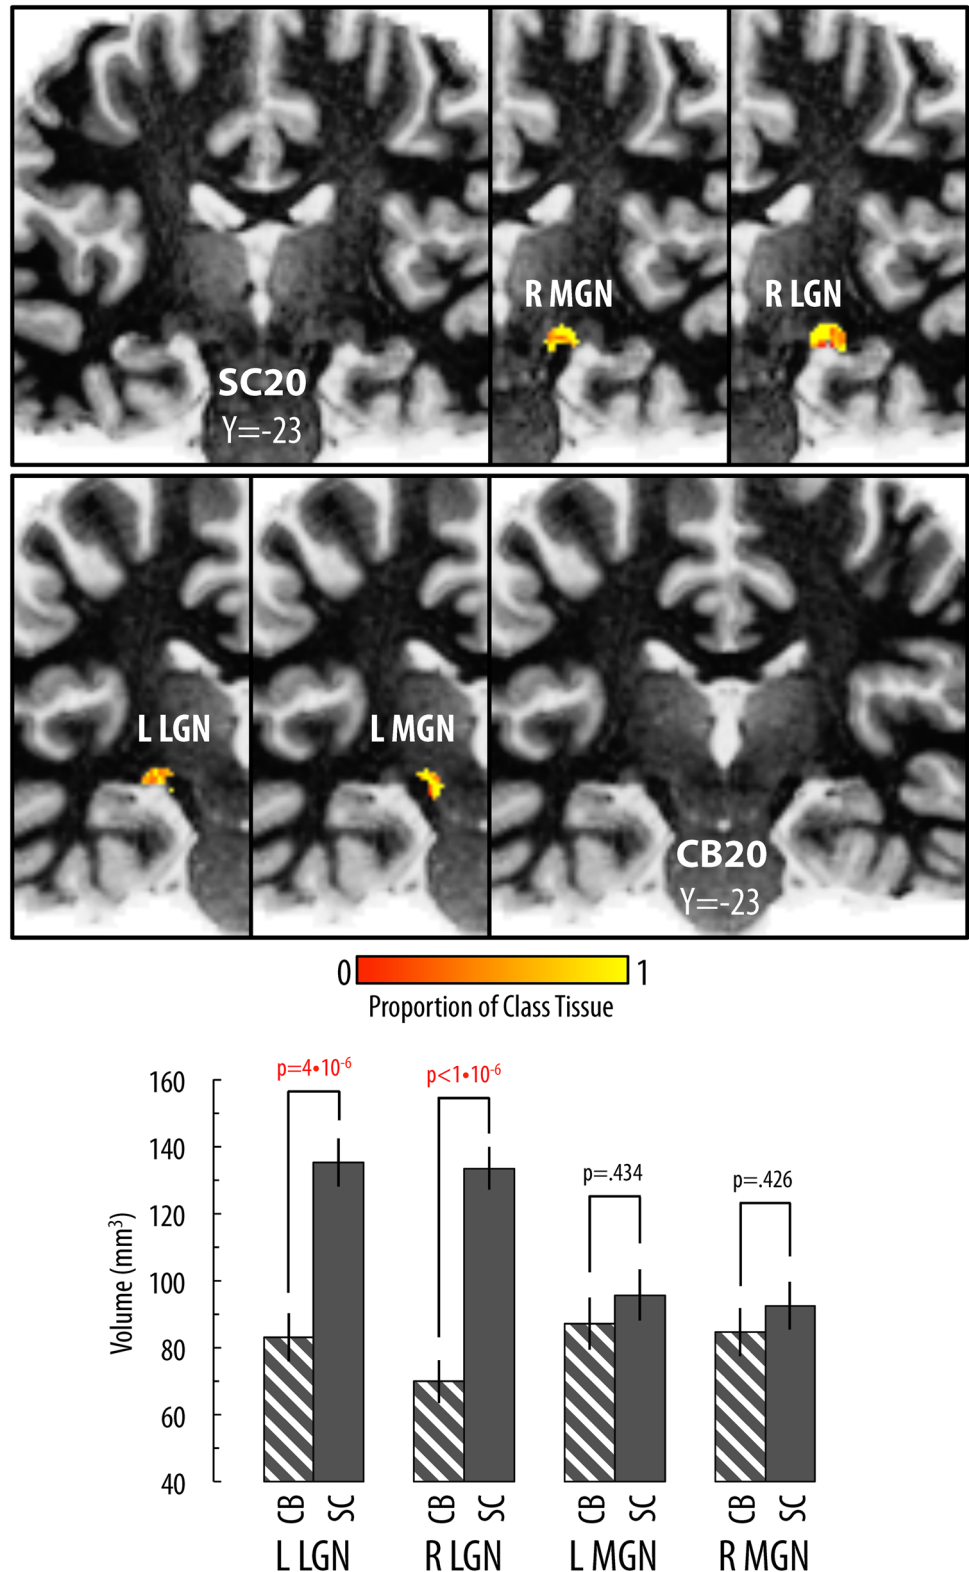 R MGN
R LGN
SC20
Y=-23
L LGN
L MGN
CB20
Y=-23
0
1
Proportion of Class Tissue
p=4•10-6
p<1•10-6
p=.434
p=.426
160
140
120
100
80
60
40
Volume (mm³)
CB SC CB SC CB SC CB SC
L LGN R LGN L MGN R MGN